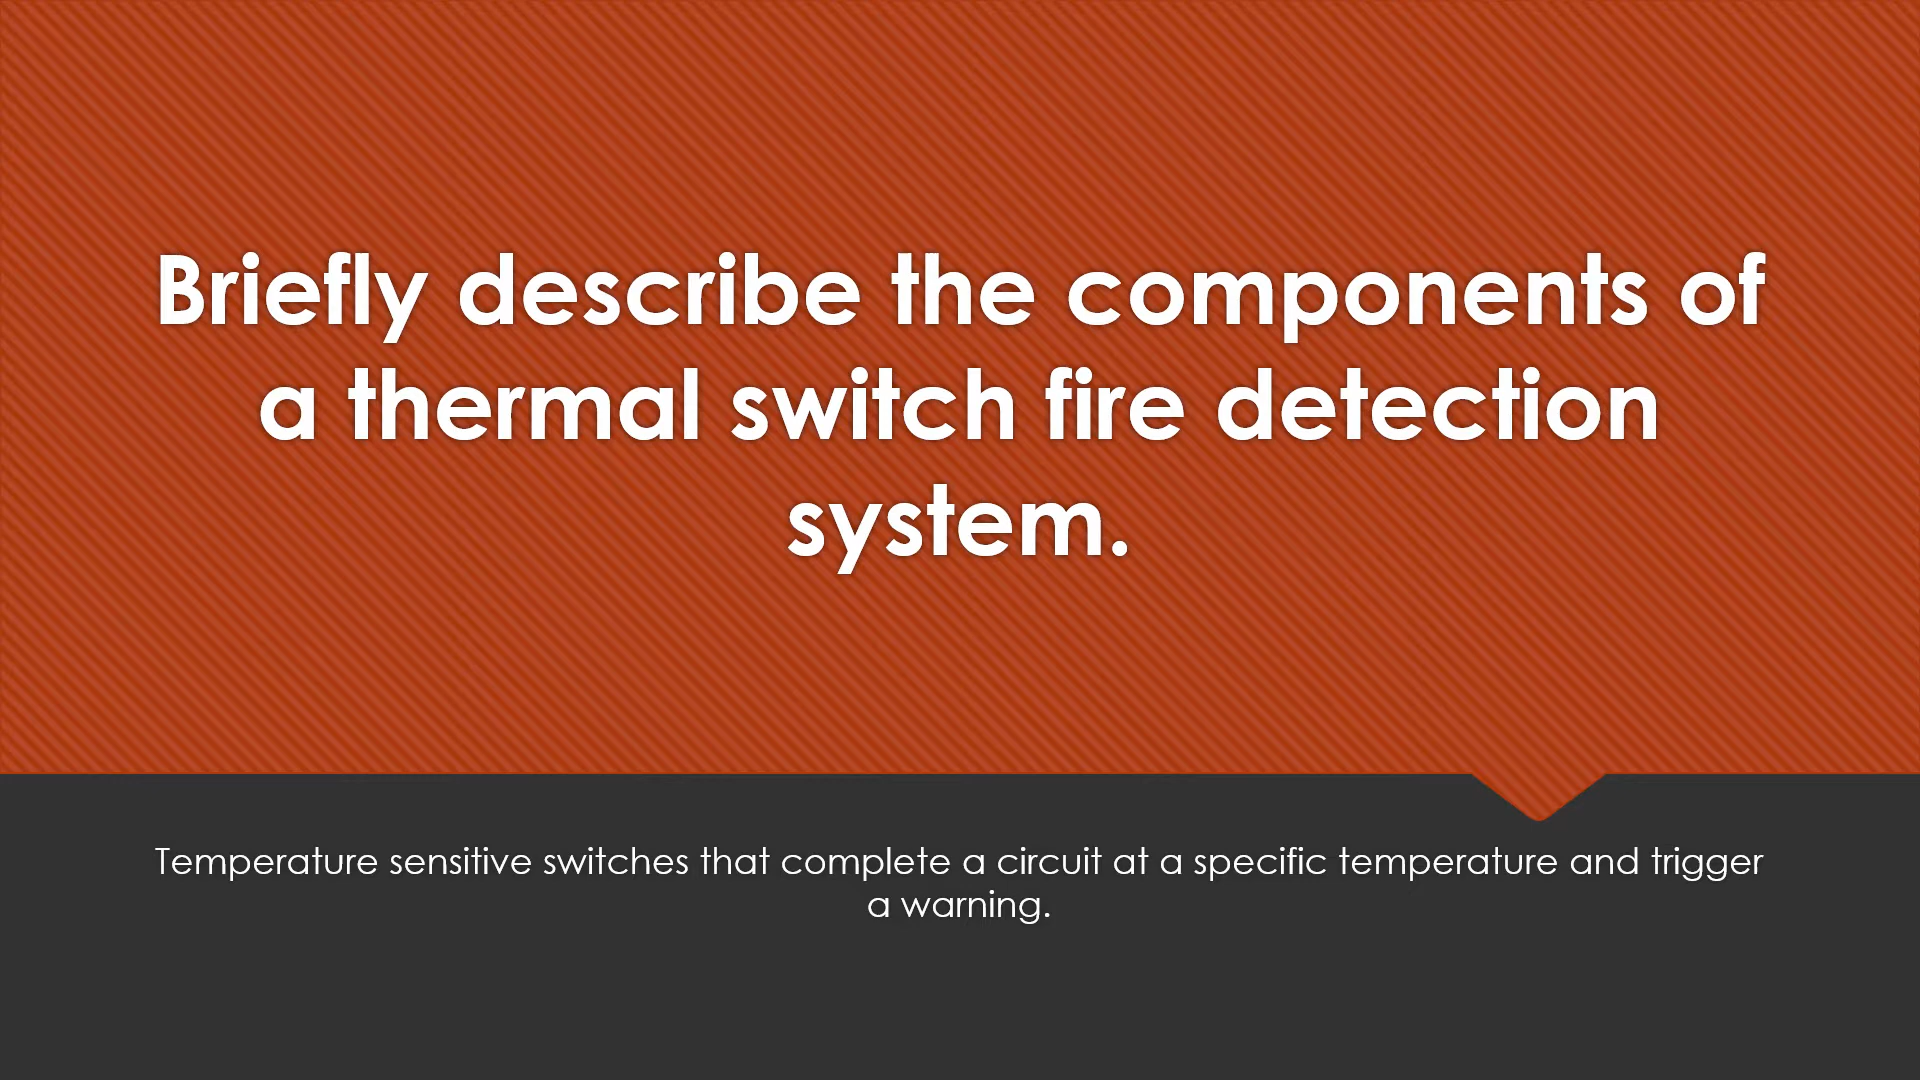 Briefly describe the components of
a thermal switch fire detection
system.
Temperature sensitive switches that complete a circuit at a specific temperature and trigger
a warning.